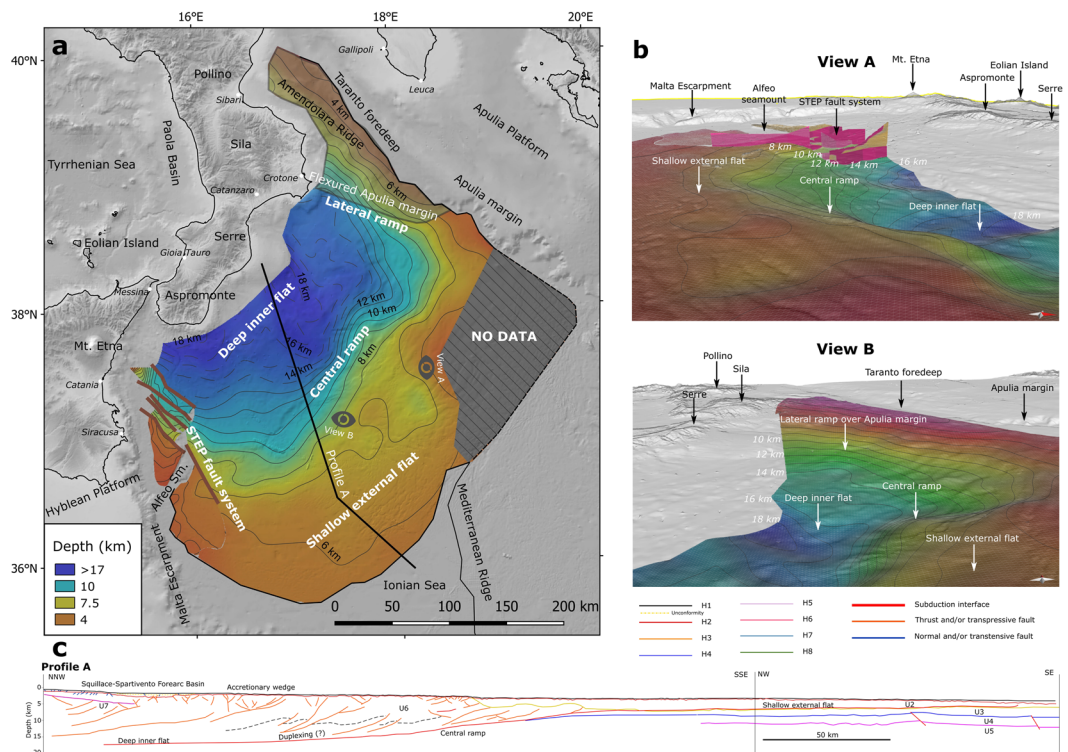 a
16°E
18°E
20°E
40°N
38°N
36°N
Gallipoli
Leuca
Pollino
Sibari
Taranto foredeep
Amendolara Ridge
4 km
Apulia Platform
Paola Basin
Sila
Tyrrhenian Sea
Crotone
6 km
Flexured Apulia margin
Apulia margin
Catanzaro
Lateral ramp
Serre
Eolian Island
Gioia Tauro
18 km
Messina
Aspromonte
12 km
10 km
Deep inner flat
18 km
16 km
NO DATA
Mt. Etna
14 km
Central ramp
8 km
View A
Catania
View B
Siracusa
STEP fault system
Profile A
Hyblean Platform
Alfeo Sm.
Shallow external flat
Mediterranean Ridge
6 km
Malta Escarpment
Ionian Sea
Depth (km)
>17
10
7.5
4
0 50 100 150 200 km
b
View A
Mt. Etna
Eolian Island
Malta Escarpment
Alfeo
seamount
Aspromonte
Serre
STEP fault system
8 km
10 km
12 km
14 km
16 km
Shallow external flat
Central ramp
Deep inner flat
18 km
View B
Pollino
Sila
Taranto foredeep
Serre
Apulia margin
Lateral ramp over Apulia margin
10 km
12 km
14 km
Central ramp
16 km
Deep inner flat
18 km
Shallow external flat
H1
Unconformity
H2
H3
H4
H5
H6
H7
H8
Subduction interface
Thrust and/or transpressive fault
Normal and/or transtensive fault
c
Profile A
NNW
SSE
NW
SE
Squillace-Spartivento Forearc Basin
Accretionary wedge
Depth (km)
0
5
10
15
20
U7
U6
Shallow external flat
U2
U3
U4
U5
Duplexing (?)
Deep inner flat
Central ramp
50 km